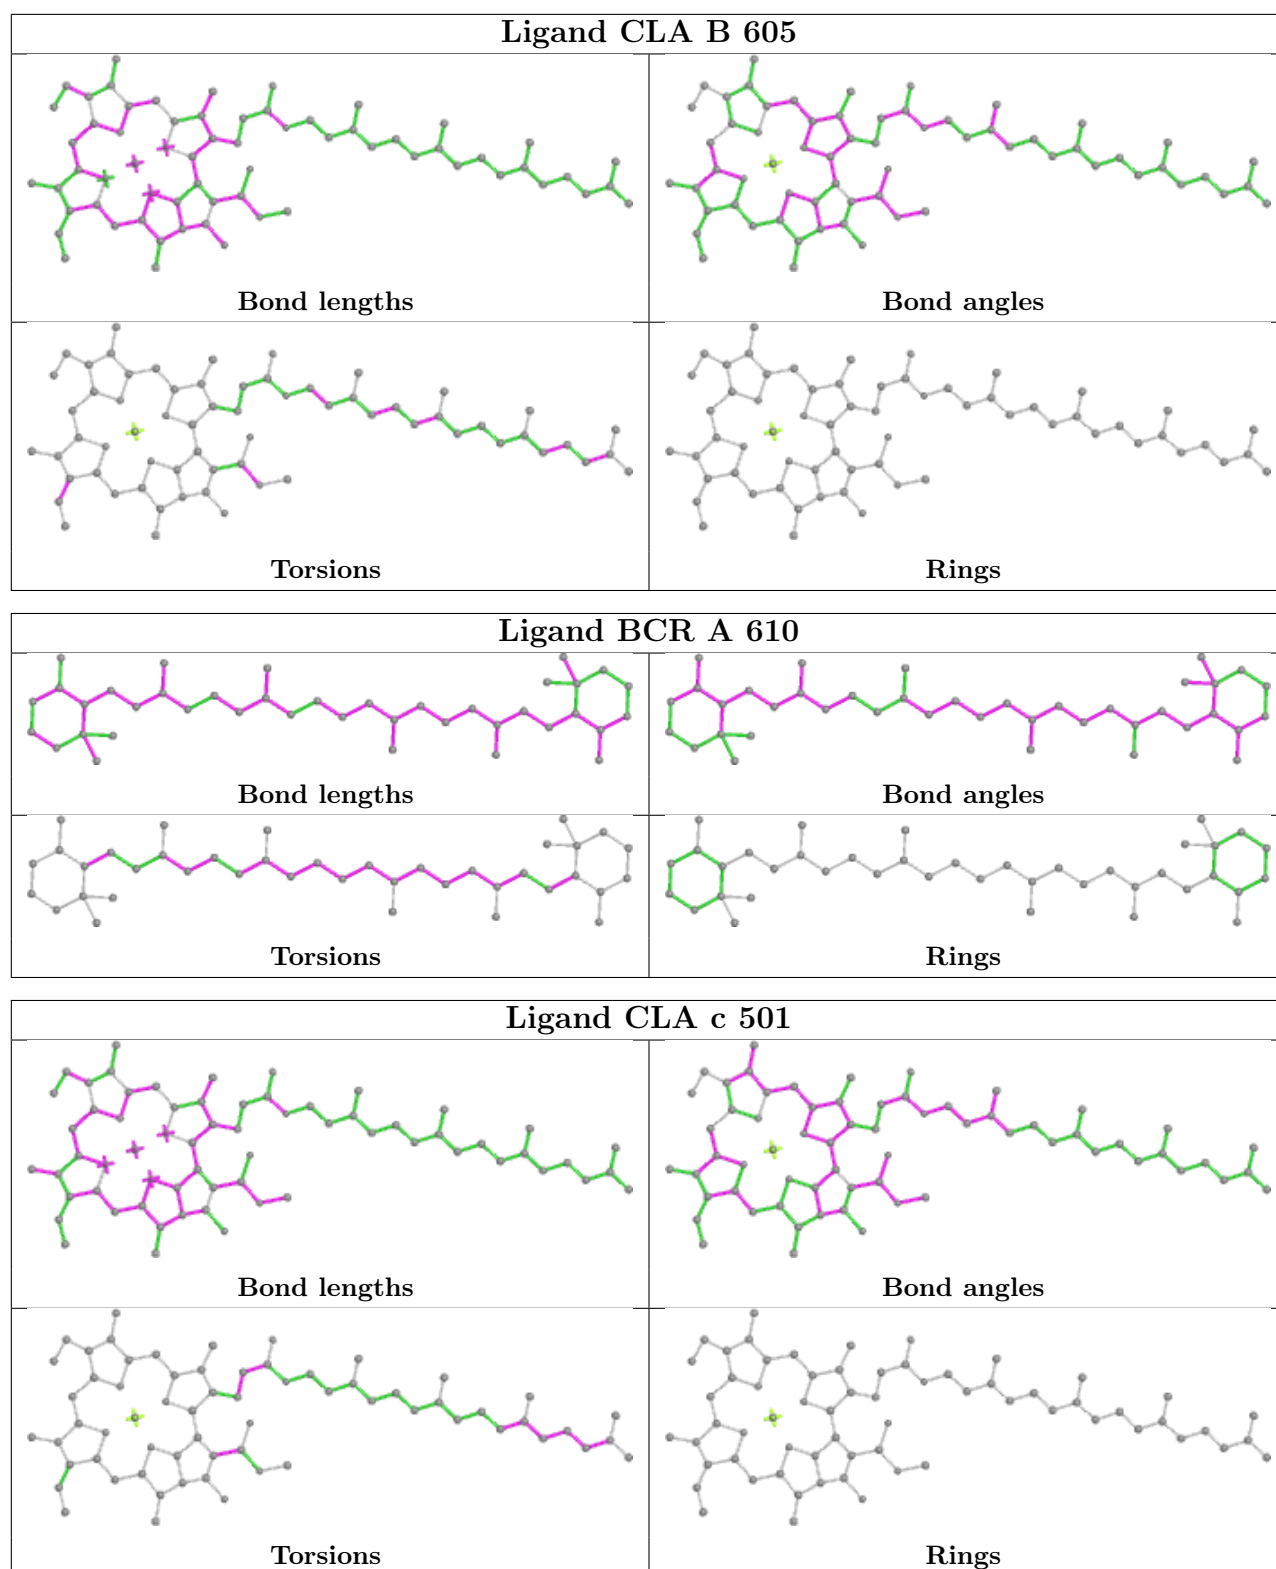 Ligand CLA B 605
Bond lengths
Bond angles
Torsions
Rings
Ligand BCR A 610
Bond lengths
Bond angles
Torsions
Rings
Ligand CLA c 501
Bond lengths
Bond angles
Torsions
Rings